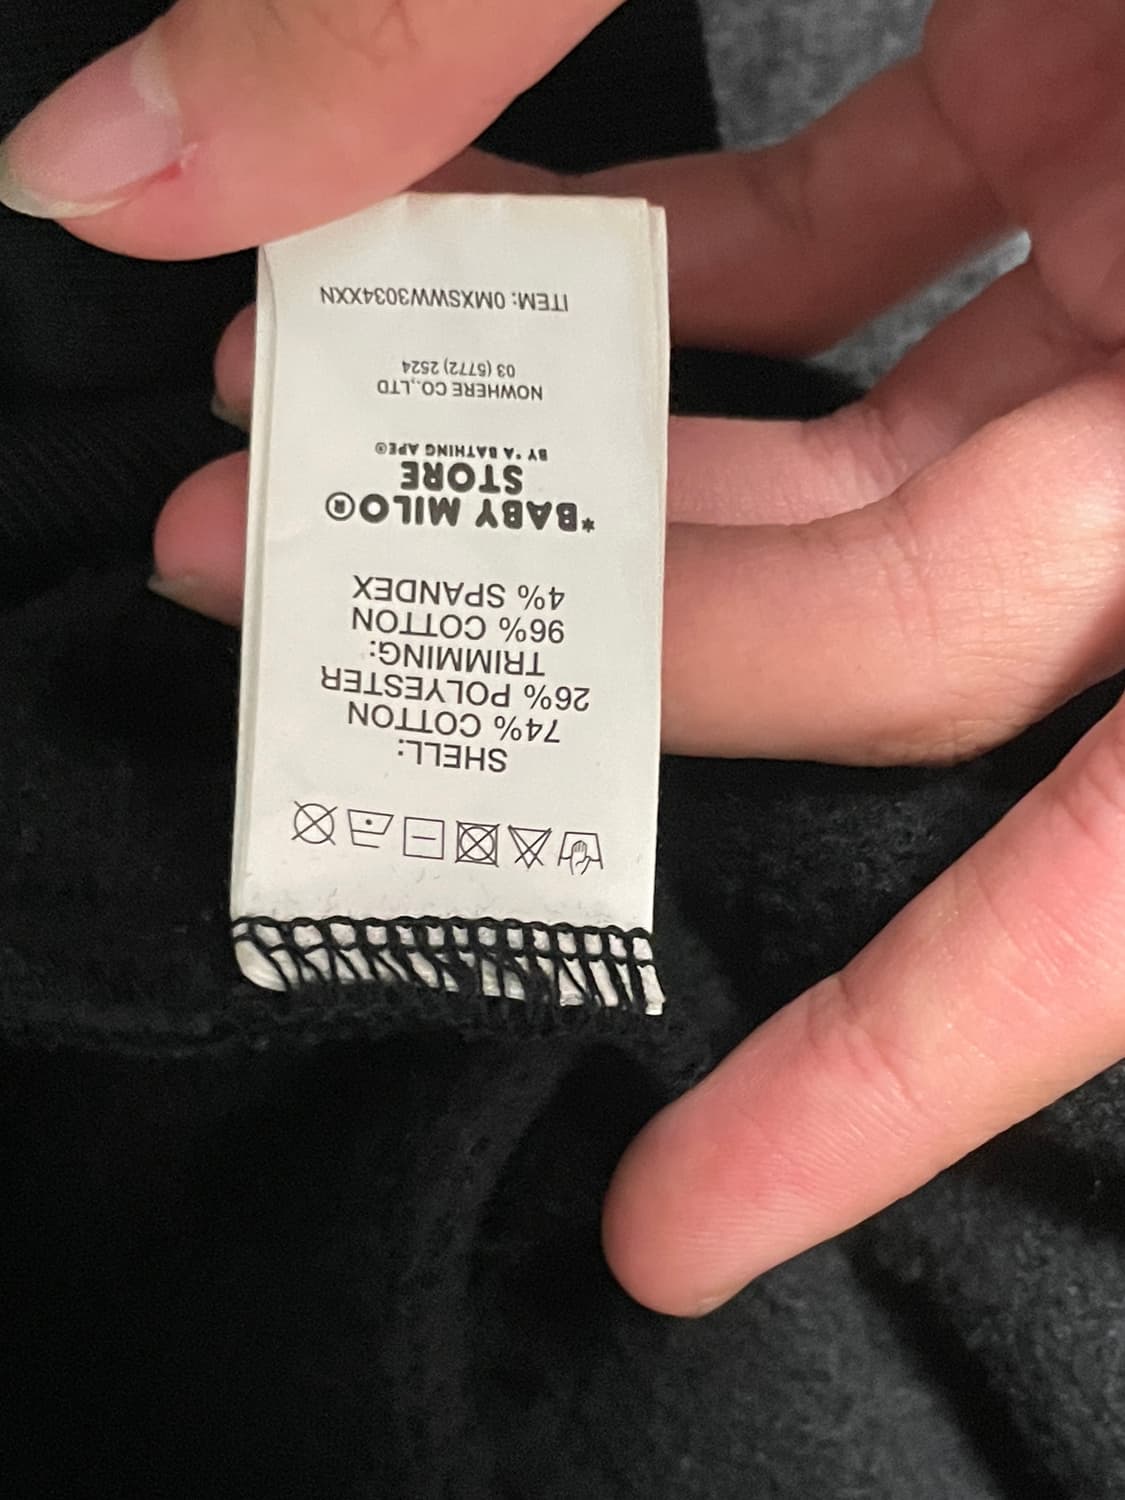 SHELL:
74% COTTON
26% POLYESTER
TRIMMING:
96% COTTON
4% SPANDEX
*BABY MILO®
STORE
BY *A BATHING APE®
NOWHERE CO.,LTD
03 (5772) 2524
ITEM: 0MXSWW3034XXN